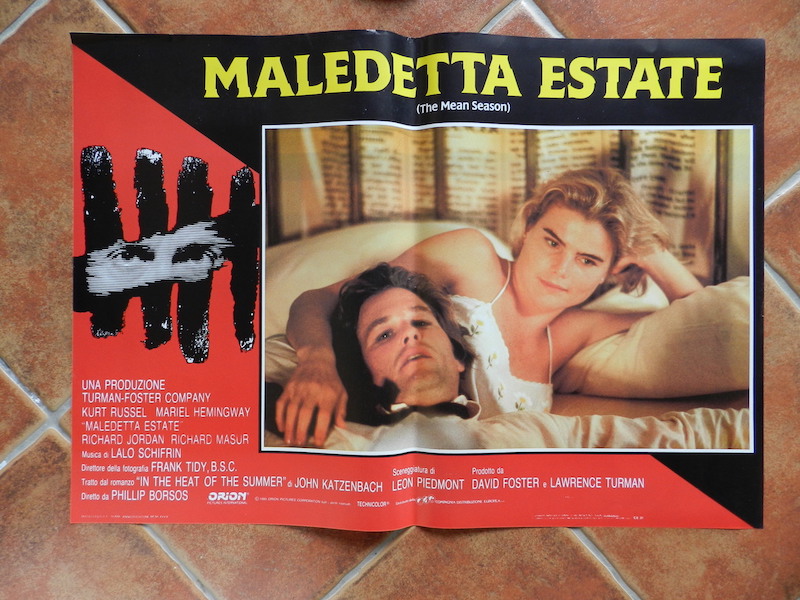 MALEDETTA ESTATE
(The Mean Season)
UNA PRODUZIONE
TURMAN-FOSTER COMPANY
KURT RUSSEL MARIEL HEMINGWAY
"MALEDETTA ESTATE"
RICHARD JORDAN RICHARD MASUR
Musica di LALO SCHIFRIN
Direttore della fotografia FRANK TIDY, B.S.C.
Tratto dal romanzo "IN THE HEAT OF THE SUMMER" di JOHN KATZENBACH
Diretto da PHILLIP BORSOS
ORION
PICTURES INTERNATIONAL
TECHNICOLOR
Sceneggiatura di
LEON PIEDMONT
Prodotto da
DAVID FOSTER e LAWRENCE TURMAN